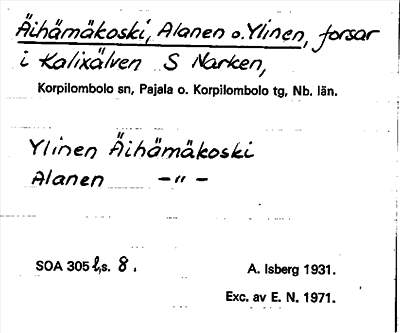 Äihämäkoski, Alanen o. Ylinen, forsar
i Kalixälven S Narken,
Korpilombolo sn, Pajala o. Korpilombolo tg, Nb. län.
Ylinen Äihämäkoski
Alanen –"–
SOA 305 l, s. 8.
A. Isberg 1931.
Exc. av E. N. 1971.